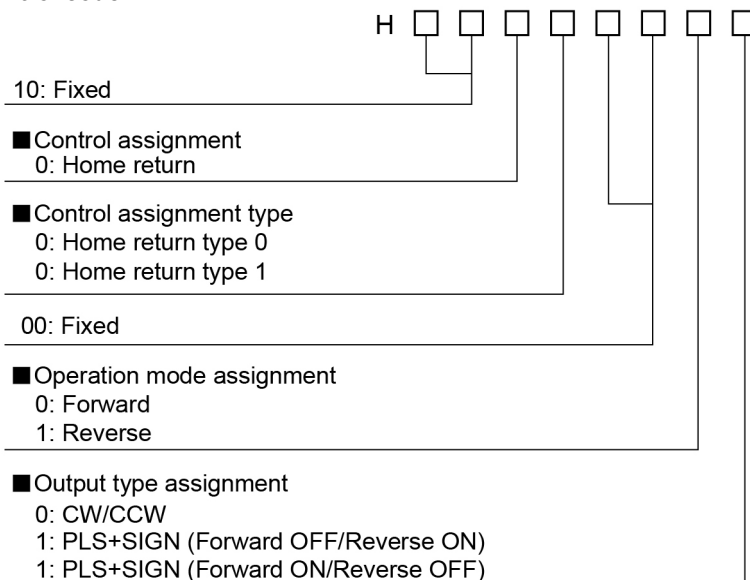 H □ □ □ □ □ □ □ □
10: Fixed
■Control assignment
0: Home return
■Control assignment type
0: Home return type 0
0: Home return type 1
00: Fixed
■Operation mode assignment
0: Forward
1: Reverse
■Output type assignment
0: CW/CCW
1: PLS+SIGN (Forward OFF/Reverse ON)
1: PLS+SIGN (Forward ON/Reverse OFF)